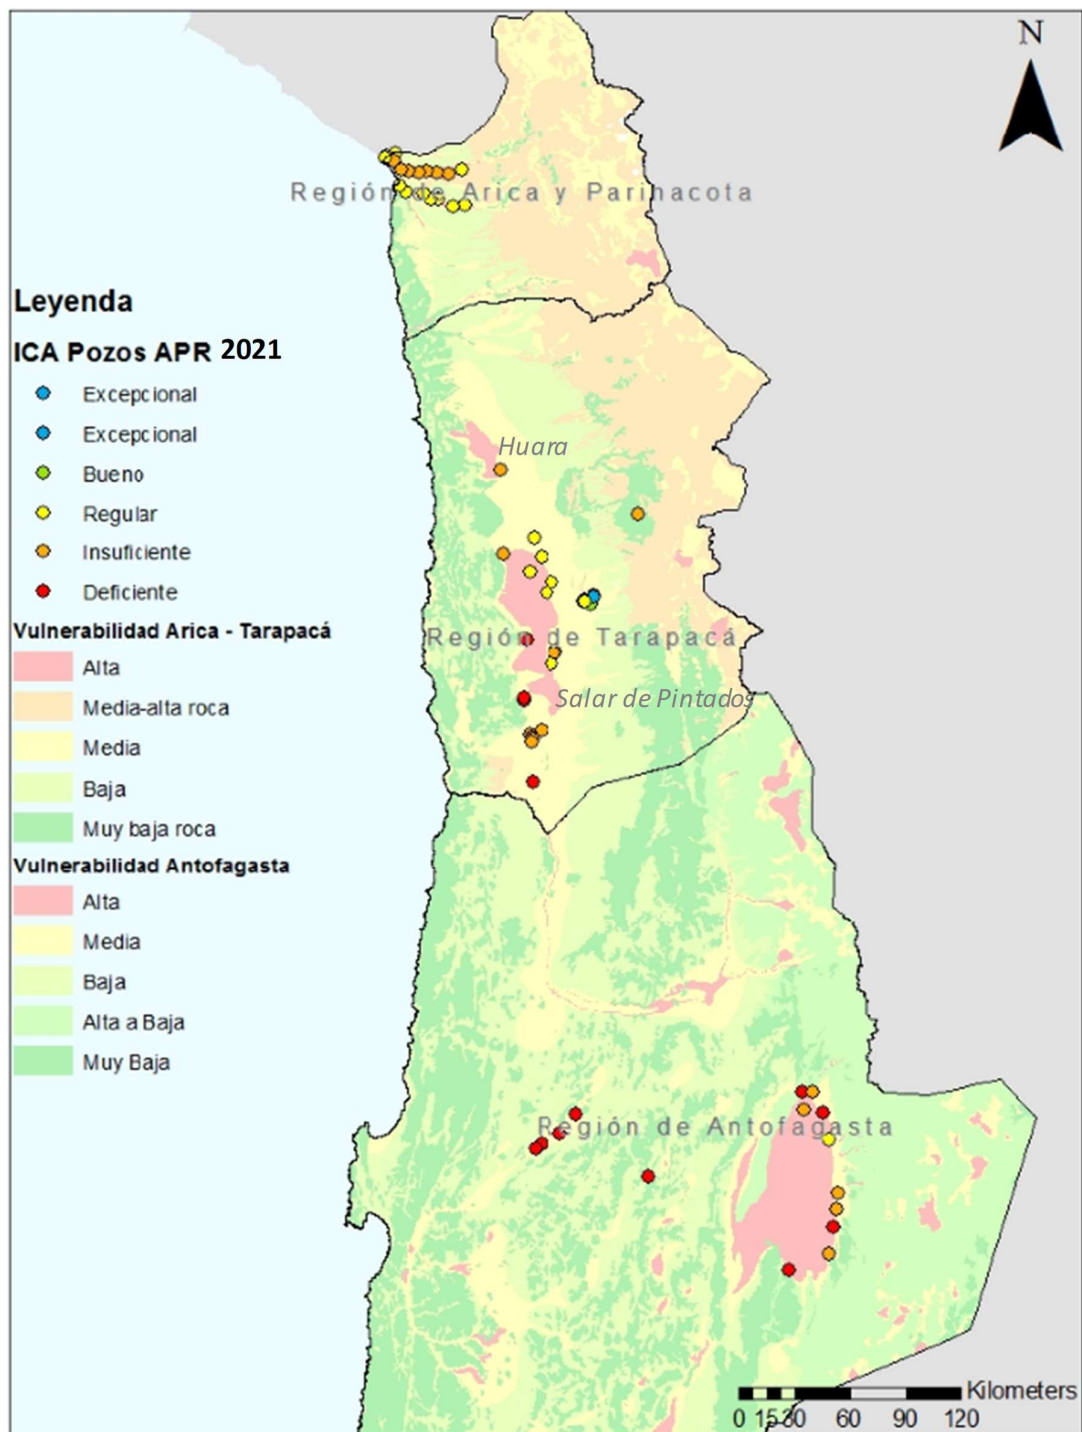 N
Región de Arica y Parinacota
Leyenda
ICA Pozos APR 2021
Excepcional
Excepcional
Bueno
Regular
Insuficiente
Deficiente
Vulnerabilidad Arica - Tarapacá
Alta
Media-alta roca
Media
Baja
Muy baja roca
Vulnerabilidad Antofagasta
Alta
Media
Baja
Alta a Baja
Muy Baja
Huara
Región de Tarapacá
Salar de Pintados
Región de Antofagasta
Kilometers
0 15 30 60 90 120